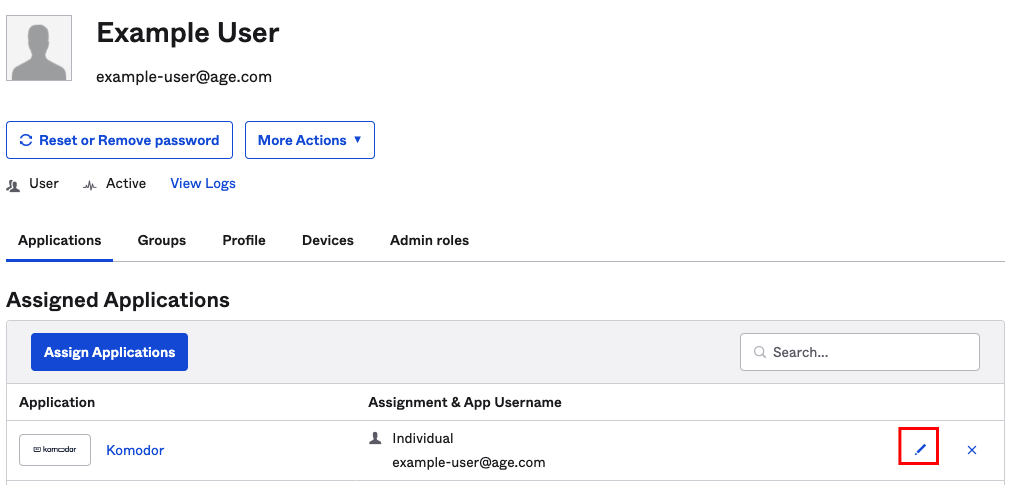 Example User
example-user@age.com
Reset or Remove password
More Actions
User
Active
View Logs
Applications
Groups
Profile
Devices
Admin roles
Assigned Applications
Assign Applications
Search...
Application
Assignment & App Username
komodor
Komodor
Individual
example-user@age.com